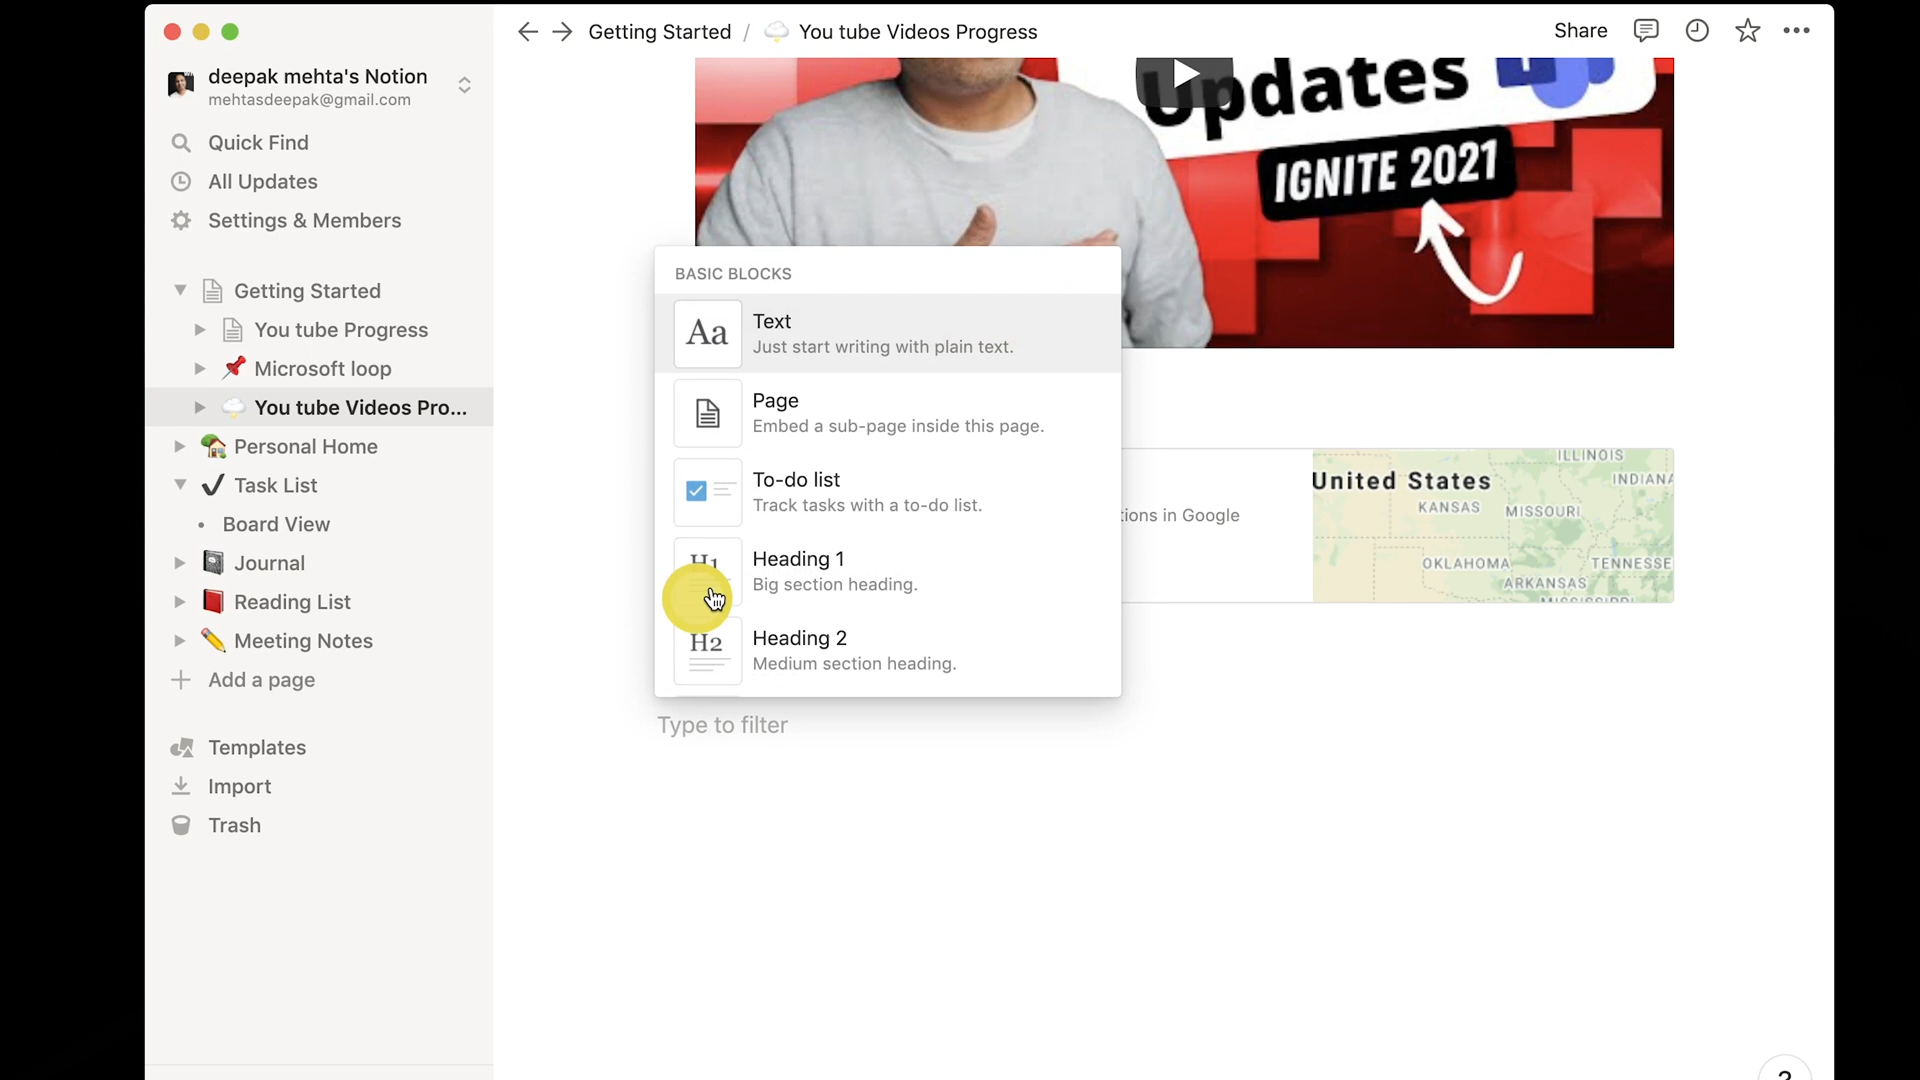 Getting Started / You tube Videos Progress
Share
deepak mehta's Notion
mehtasdeepak@gmail.com
Quick Find
All Updates
Settings & Members
Getting Started
You tube Progress
Microsoft loop
You tube Videos Pro...
Personal Home
Task List
Board View
Journal
Reading List
Meeting Notes
Add a page
Templates
Import
Trash
Updates
IGNITE 2021
BASIC BLOCKS
Aa
Text
Just start writing with plain text.
Page
Embed a sub-page inside this page.
To-do list
Track tasks with a to-do list.
H1
Heading 1
Big section heading.
H2
Heading 2
Medium section heading.
Type to filter
tions in Google
ILLINOIS
United States
INDIANA
KANSAS
MISSOURI
OKLAHOMA
TENNESSE
ARKANSAS
MISSISSIPPI
?